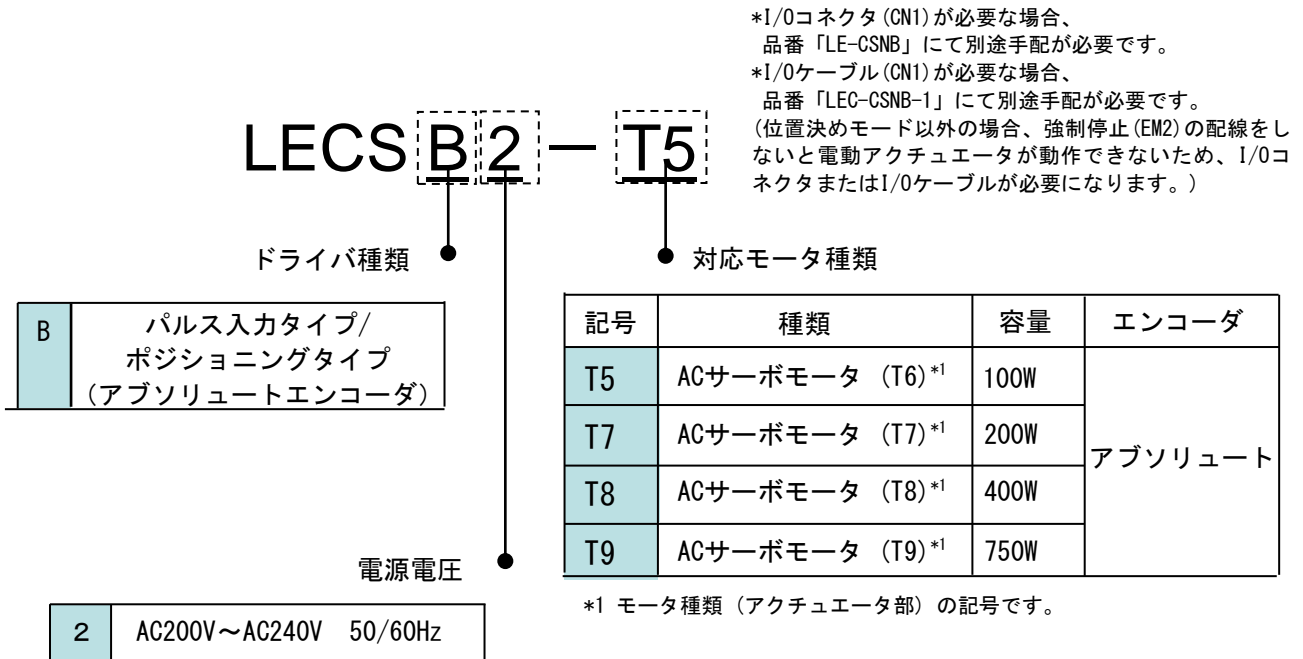 *I/Oコネクタ(CN1)が必要な場合、
品番「LE-CSNB」にて別途手配が必要です。
*I/Oケーブル(CN1)が必要な場合、
品番「LEC-CSNB-1」にて別途手配が必要です。
(位置決めモード以外の場合、強制停止(EM2)の配線をし
ないと電動アクチュエータが動作できないため、I/Oコ
ネクタまたはI/Oケーブルが必要になります。)
LECSB2－T5
ドライバ種類
対応モータ種類
B パルス入力タイプ/
ポジショニングタイプ
(アブソリュートエンコーダ)
記号 種類 容量 エンコーダ
T5 ACサーボモータ (T6)*1 100W
T7 ACサーボモータ (T7)*1 200W
アブソリュート
T8 ACサーボモータ (T8)*1 400W
T9 ACサーボモータ (T9)*1 750W
電源電圧
*1 モータ種類（アクチュエータ部）の記号です。
2 AC200V～AC240V 50/60Hz